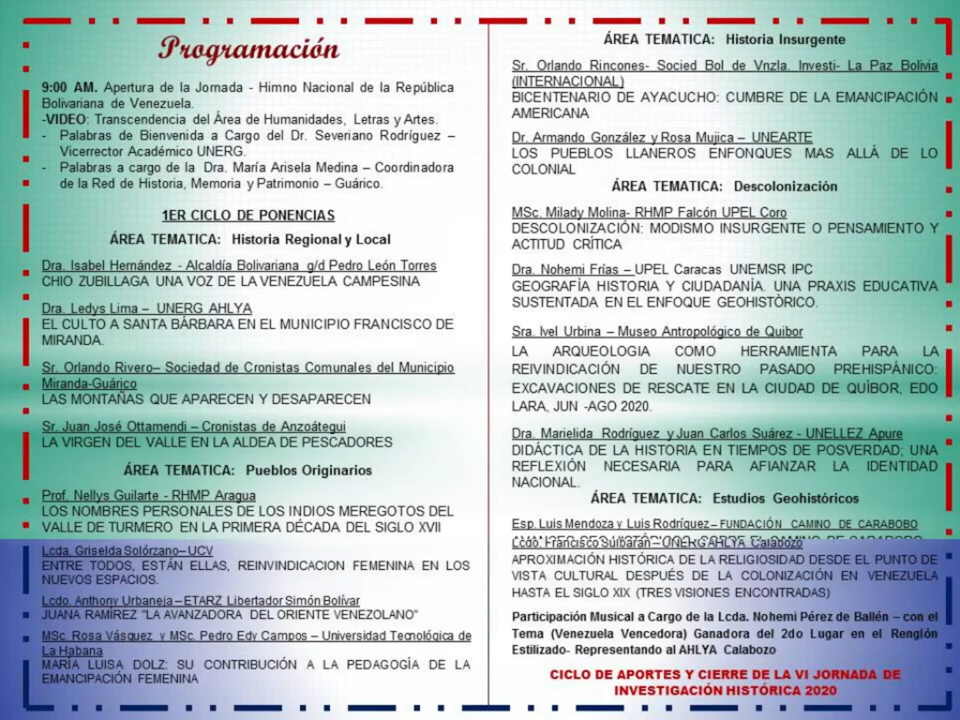 Programación
9:00 AM. Apertura de la Jornada - Himno Nacional de la República
Bolivariana de Venezuela.
-VIDEO: Transcendencia del Área de Humanidades, Letras y Artes.
- Palabras de Bienvenida a Cargo del Dr. Severiano Rodríguez –
Vicerrector Académico UNERG.
- Palabras a cargo de la Dra. María Arisela Medina – Coordinadora
de la Red de Historia, Memoria y Patrimonio – Guárico.
1ER CICLO DE PONENCIAS
ÁREA TEMATICA: Historia Regional y Local
Dra. Isabel Hernández - Alcaldía Bolivariana g/d Pedro León Torres
CHIO ZUBILLAGA UNA VOZ DE LA VENEZUELA CAMPESINA
Dra. Ledys Lima – UNERG AHLYA
EL CULTO A SANTA BÁRBARA EN EL MUNICIPIO FRANCISCO DE
MIRANDA.
Sr. Orlando Rivero– Sociedad de Cronistas Comunales del Municipio
Miranda-Guárico
LAS MONTAÑAS QUE APARECEN Y DESAPARECEN
Sr. Juan José Ottamendi – Cronistas de Anzoátegui
LA VIRGEN DEL VALLE EN LA ALDEA DE PESCADORES
ÁREA TEMATICA: Pueblos Originarios
Prof. Nellys Guilarte - RHMP Aragua
LOS NOMBRES PERSONALES DE LOS INDIOS MEREGOTOS DEL
VALLE DE TURMERO EN LA PRIMERA DÉCADA DEL SIGLO XVII
Lcda. Griselda Solórzano– UCV
ENTRE TODOS, ESTÁN ELLAS, REINVINDICACION FEMENINA EN LOS
NUEVOS ESPACIOS.
Lcdo. Anthony Urbaneja – ETARZ Libertador Simón Bolívar
JUANA RAMÍREZ "LA AVANZADORA DEL ORIENTE VENEZOLANO"
MSc. Rosa Vásquez y MSc. Pedro Edy Campos – Universidad Tecnológica de
La Habana
MARÍA LUISA DOLZ: SU CONTRIBUCIÓN A LA PEDAGOGÍA DE LA
EMANCIPACIÓN FEMENINA
ÁREA TEMATICA: Historia Insurgente
Sr. Orlando Rincones- Socied Bol de Vnzla. Investi- La Paz Bolivia
(INTERNACIONAL)
BICENTENARIO DE AYACUCHO: CUMBRE DE LA EMANCIPACIÓN
AMERICANA
Dr. Armando González y Rosa Mujica – UNEARTE
LOS PUEBLOS LLANEROS ENFONQUES MAS ALLÁ DE LO
COLONIAL
ÁREA TEMATICA: Descolonización
MSc. Milady Molina- RHMP Falcón UPEL Coro
DESCOLONIZACIÓN: MODISMO INSURGENTE O PENSAMIENTO Y
ACTITUD CRÍTICA
Dra. Nohemi Frías – UPEL Caracas UNEMSR IPC
GEOGRAFÍA HISTORIA Y CIUDADANÍA. UNA PRAXIS EDUCATIVA
SUSTENTADA EN EL ENFOQUE GEOHISTÒRICO.
Sra. Ivel Urbina – Museo Antropológico de Quibor
LA ARQUEOLOGIA COMO HERRAMIENTA PARA LA
REIVINDICACIÓN DE NUESTRO PASADO PREHISPÁNICO:
EXCAVACIONES DE RESCATE EN LA CIUDAD DE QUÍBOR, EDO
LARA, JUN -AGO 2020.
Dra. Marielida Rodríguez y Juan Carlos Suárez - UNELLEZ Apure
DIDÁCTICA DE LA HISTORIA EN TIEMPOS DE POSVERDAD; UNA
REFLEXIÓN NECESARIA PARA AFIANZAR LA IDENTIDAD
NACIONAL.
ÁREA TEMATICA: Estudios Geohistóricos
Esp. Luis Mendoza y Luis Rodríguez – FUNDACIÓN CAMINO DE CARABOBO
Lcdo. Francisco Sulbarán – UNERG AHLYA Calabozo
APROXIMACIÓN HISTÓRICA DE LA RELIGIOSIDAD DESDE EL PUNTO DE
VISTA CULTURAL DESPUÉS DE LA COLONIZACIÓN EN VENEZUELA
HASTA EL SIGLO XIX (TRES VISIONES ENCONTRADAS)
Participación Musical a Cargo de la Lcda. Nohemi Pérez de Ballén – con el
Tema (Venezuela Vencedora) Ganadora del 2do Lugar en el Renglón
Estilizado- Representando al AHLYA Calabozo
CICLO DE APORTES Y CIERRE DE LA VI JORNADA DE
INVESTIGACIÓN HISTÓRICA 2020